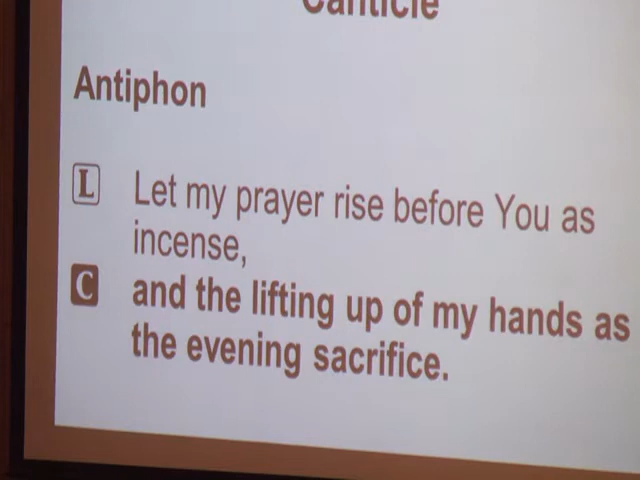 Canticle
Antiphon
L Let my prayer rise before You as
incense,
C and the lifting up of my hands as
the evening sacrifice.